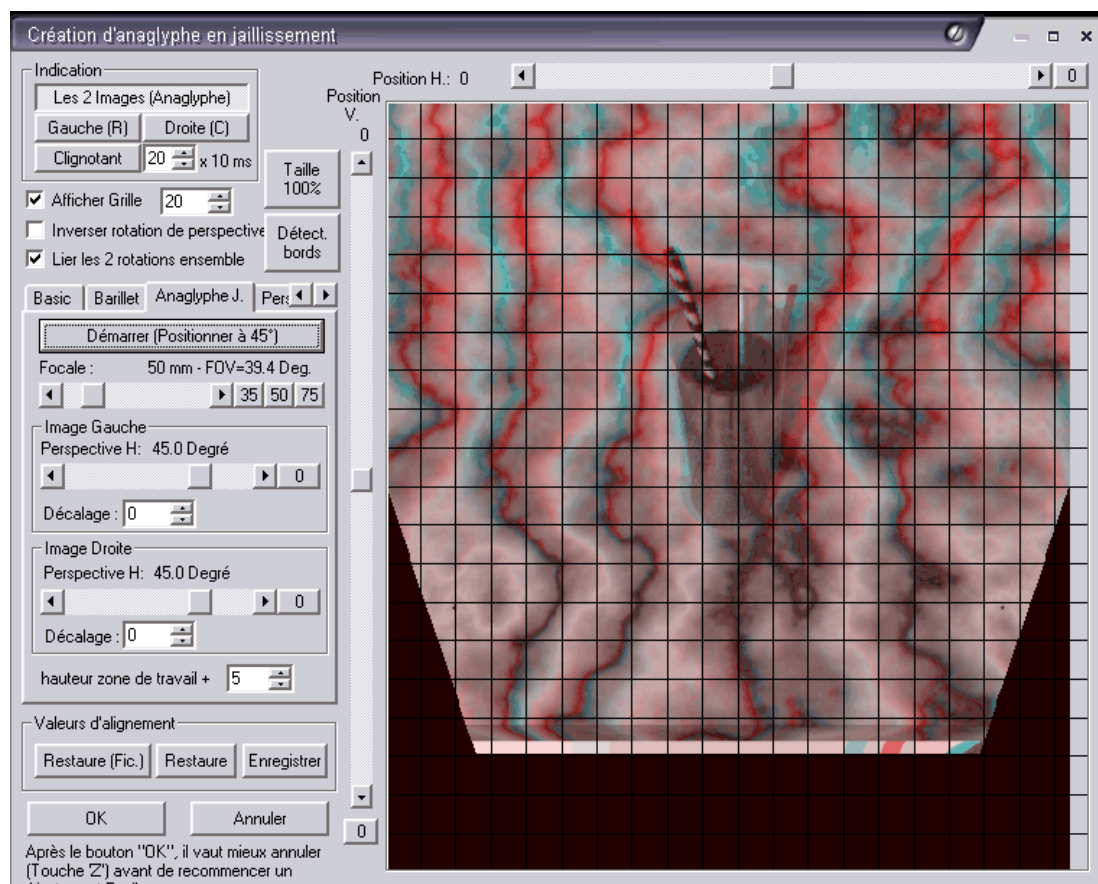 Création d'anaglyphe en jaillissement
Indication
Les 2 Images (Anaglyphe)
Gauche (R) Droite (C)
Clignotant 20 x 10 ms
Position H.: 0
0
Position
V.
0
Taille
100%
Afficher Grille 20
Inverser rotation de perspective
Détect.
bords
Lier les 2 rotations ensemble
Basic Barillet Anaglyphe J.
Démarrer (Positionner à 45°)
Focale : 50 mm - FOV=39.4 Deg.
35 50 75
Image Gauche
Perspective H: 45.0 Degré
0
Décalage : 0
Image Droite
Perspective H: 45.0 Degré
0
Décalage : 0
hauteur zone de travail + 5
Valeurs d'alignement
Restaure (Fic.) Restaure Enregistrer
OK Annuler
0
Après le bouton "OK", il vaut mieux annuler
(Touche 'Z') avant de recommencer un